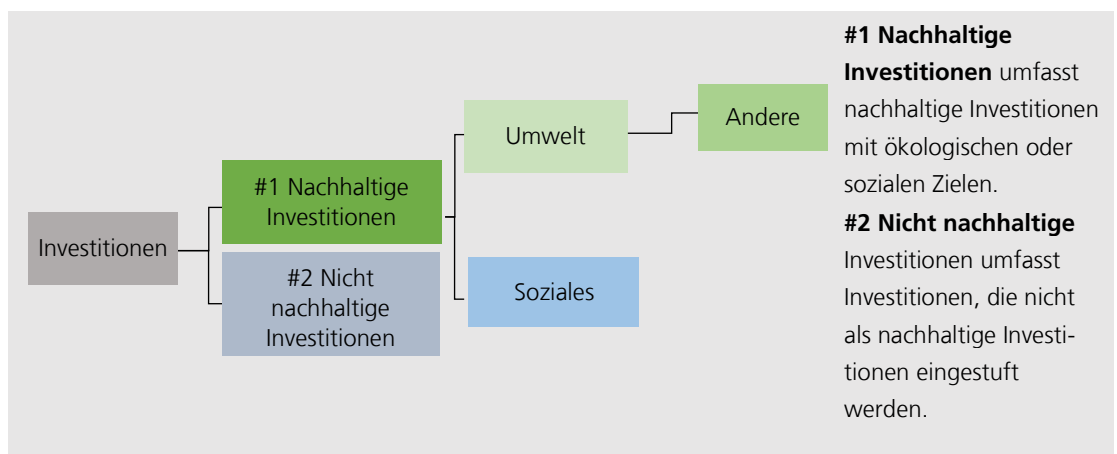 Investitionen
#1 Nachhaltige
Investitionen
#2 Nicht
nachhaltige
Investitionen
Umwelt
Soziales
Andere
#1 Nachhaltige
Investitionen umfasst
nachhaltige Investitionen
mit ökologischen oder
sozialen Zielen.
#2 Nicht nachhaltige
Investitionen umfasst
Investitionen, die nicht
als nachhaltige Investi-
tionen eingestuft
werden.